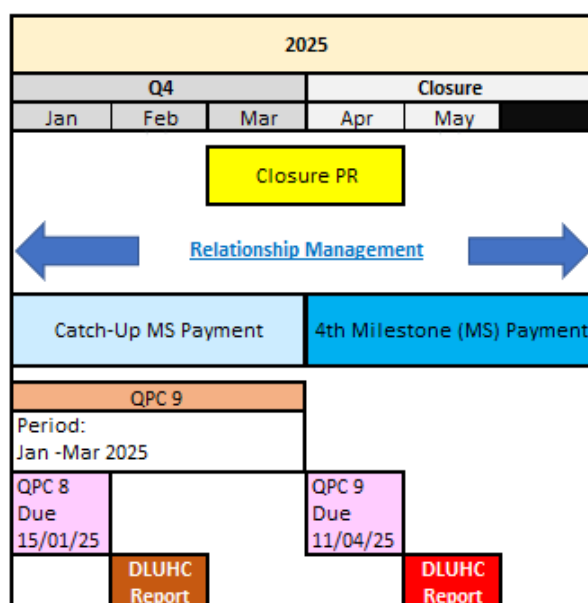 2025
Q4 Closure
Jan Feb Mar Apr May
Closure PR
Relationship Management
Catch-Up MS Payment 4th Milestone (MS) Payment
QPC 9
Period:
Jan -Mar 2025
QPC 8 QPC 9
Due Due
15/01/25 11/04/25
DLUHC DLUHC
Report Report